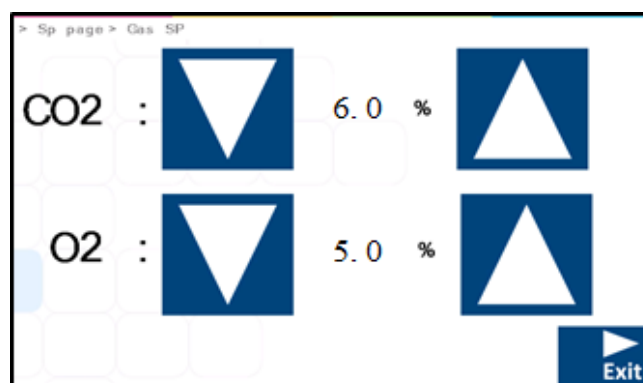 > Sp page > Gas SP
CO2 : 6.0 %
O2 : 5.0 %
Exit